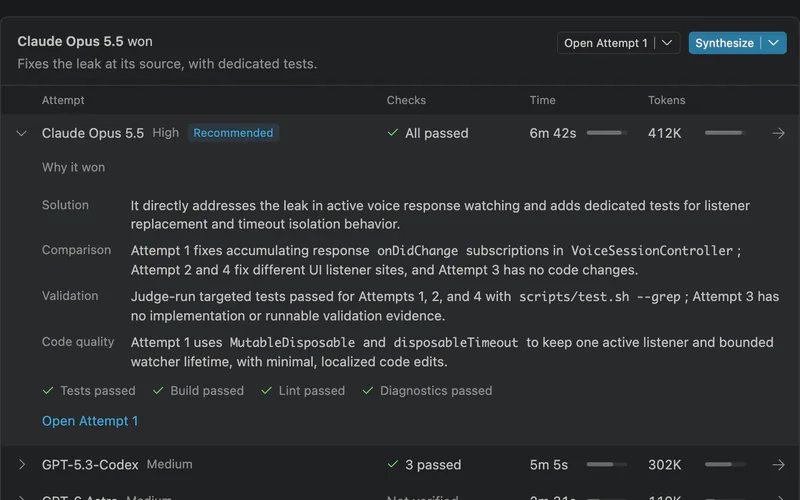 Claude Opus 5.5 won
Open Attempt 1
Synthesize
Fixes the leak at its source, with dedicated tests.
Attempt Checks Time Tokens
Claude Opus 5.5 High Recommended All passed 6m 42s 412K
Why it won
Solution It directly addresses the leak in active voice response watching and adds dedicated tests for listener
replacement and timeout isolation behavior.
Comparison Attempt 1 fixes accumulating response onDidChange subscriptions in VoiceSessionController;
Attempt 2 and 4 fix different UI listener sites, and Attempt 3 has no code changes.
Validation Judge-run targeted tests passed for Attempts 1, 2, and 4 with scripts/test.sh --grep; Attempt 3 has
no implementation or runnable validation evidence.
Code quality Attempt 1 uses MutableDisposable and disposableTimeout to keep one active listener and bounded
watcher lifetime, with minimal, localized code edits.
Tests passed Build passed Lint passed Diagnostics passed
Open Attempt 1
GPT-5.3-Codex Medium 3 passed 5m 5s 302K
Medium Not verified